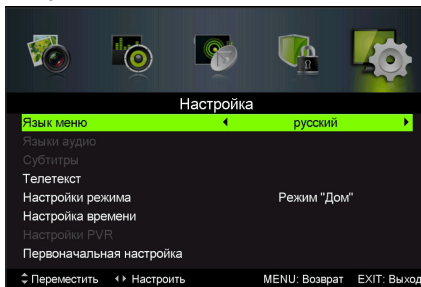 Настройка
Язык меню русский
Языки аудио
Субтитры
Телетекст
Настройки режима Режим "Дом"
Настройка времени
Настройки PVR
Первоначальная настройка
Переместить Настроить MENU: Возврат EXIT: Выход